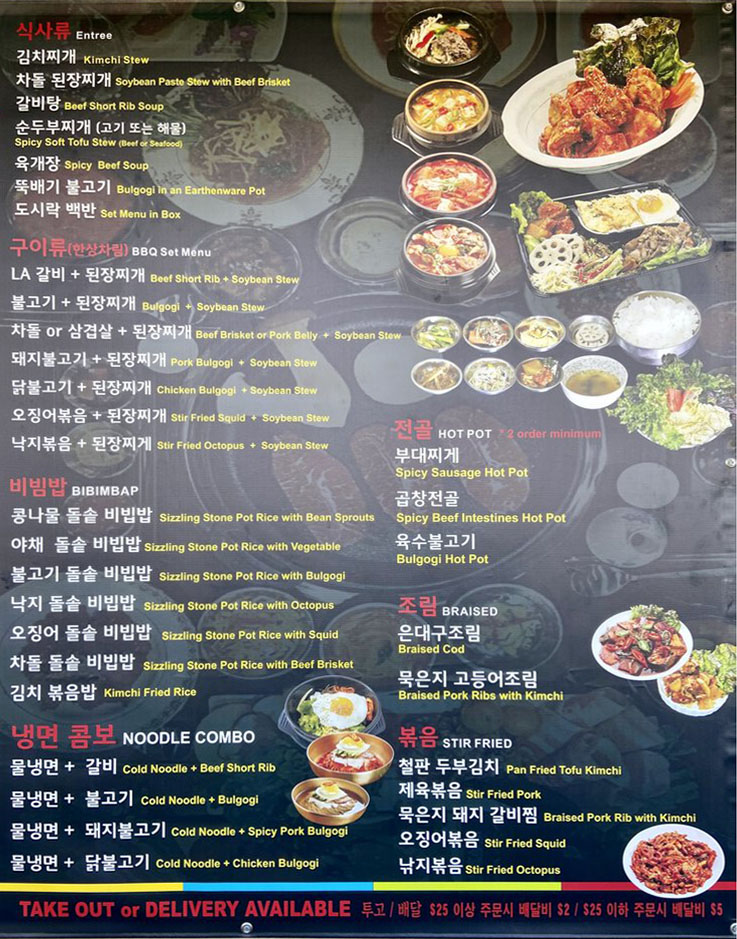 식사류 Entree
김치찌개 Kimchi Stew
차돌 된장찌개 Soybean Paste Stew with Beef Brisket
갈비탕 Beef Short Rib Soup
순두부찌개 (고기 또는 해물)
Spicy Soft Tofu Stew (Beef or Seafood)
육개장 Spicy Beef Soup
뚝배기 불고기 Bulgogi in an Earthenware Pot
도시락 백반 Set Menu in Box
구이류(한상차림) BBQ Set Menu
LA 갈비 + 된장찌개 Beef Short Rib + Soybean Stew
불고기 + 된장찌개 Bulgogi + Soybean Stew
차돌 or 삼겹살 + 된장찌개 Beef Brisket or Pork Belly + Soybean Stew
돼지불고기 + 된장찌개 Pork Bulgogi + Soybean Stew
닭불고기 + 된장찌개 Chicken Bulgogi + Soybean Stew
오징어볶음 + 된장찌개 Stir Fried Squid + Soybean Stew
낙지볶음 + 된장찌게 Stir Fried Octopus + Soybean Stew
비빔밥 BIBIMBAP
콩나물 돌솥 비빕밥 Sizzling Stone Pot Rice with Bean Sprouts
야채 돌솥 비빕밥 Sizzling Stone Pot Rice with Vegetable
불고기 돌솥 비빕밥 Sizzling Stone Pot Rice with Bulgogi
낙지 돌솥 비빕밥 Sizzling Stone Pot Rice with Octopus
오징어 돌솥 비빕밥 Sizzling Stone Pot Rice with Squid
차돌 돌솥 비빕밥 Sizzling Stone Pot Rice with Beef Brisket
김치 볶음밥 Kimchi Fried Rice
냉면 콤보 NOODLE COMBO
물냉면 + 갈비 Cold Noodle + Beef Short Rib
물냉면 + 불고기 Cold Noodle + Bulgogi
물냉면 + 돼지불고기 Cold Noodle + Spicy Pork Bulgogi
물냉면 + 닭불고기 Cold Noodle + Chicken Bulgogi
전골 HOT POT * 2 order minimum
부대찌게
Spicy Sausage Hot Pot
곱창전골
Spicy Beef Intestines Hot Pot
육수불고기
Bulgogi Hot Pot
조림 BRAISED
은대구조림
Braised Cod
묵은지 고등어조림
Braised Pork Ribs with Kimchi
볶음 STIR FRIED
철판 두부김치 Pan Fried Tofu Kimchi
제육볶음 Stir Fried Pork
묵은지 돼지 갈비찜 Braised Pork Rib with Kimchi
오징어볶음 Stir Fried Squid
낚지볶음 Stir Fried Octopus
TAKE OUT or DELIVERY AVAILABLE 투고 / 배달 $25 이상 주문시 배달비 $2 / $25 이하 주문시 배달비 $5